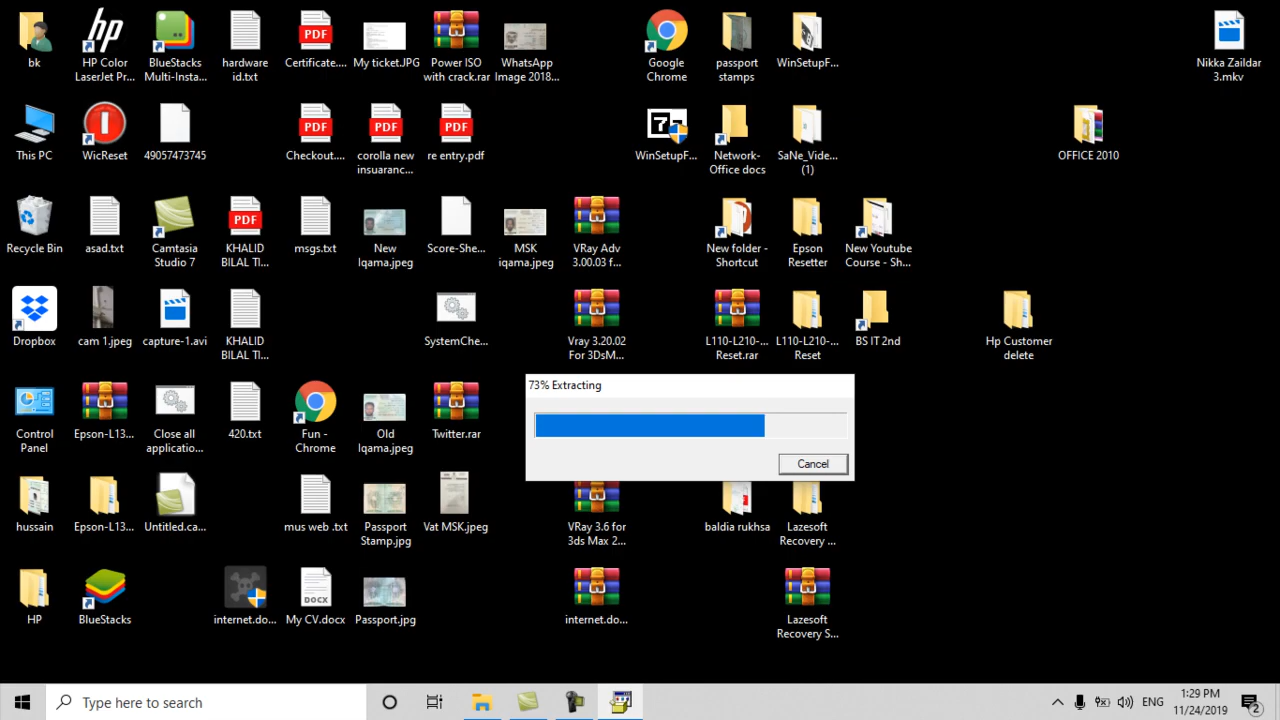 bk
HP Color
LaserJet Pr...
BlueStacks
Multi-Insta...
hardware
id.txt
PDF
Certificate....
My ticket.JPG
Power ISO
with crack.rar
WhatsApp
Image 2018...
Google
Chrome
passport
stamps
WinSetupF...
Nikka Zaildar
3.mkv
This PC
WicReset
49057473745
PDF
Checkout....
PDF
corolla new
insuaranc...
PDF
re entry.pdf
WinSetupF...
Network-
Office docs
SaNe_Vide...
(1)
OFFICE 2010
Recycle Bin
asad.txt
Camtasia
Studio 7
PDF
KHALID
BILAL TI...
msgs.txt
New
Iqama.jpeg
Score-She...
MSK
iqama.jpeg
VRay Adv
3.00.03 f...
New folder -
Shortcut
Epson
Resetter
New Youtube
Course - Sh...
Dropbox
cam 1.jpeg
capture-1.avi
KHALID
BILAL TI...
SystemChe...
Vray 3.20.02
For 3DsM...
L110-L210-...
Reset.rar
L110-L210-...
Reset
BS IT 2nd
Hp Customer
delete
73% Extracting
Cancel
Control
Panel
Epson-L13...
Close all
applicatio...
420.txt
Fun -
Chrome
Old
Iqama.jpeg
Twitter.rar
hussain
Epson-L13...
Untitled.ca...
mus web .txt
Passport
Stamp.jpg
Vat MSK.jpeg
VRay 3.6 for
3ds Max 2...
baldia rukhsa
Lazesoft
Recovery ...
HP
BlueStacks
internet.do...
DOCX
My CV.docx
Passport.jpg
internet.do...
Lazesoft
Recovery S...
Type here to search
ENG
1:29 PM
11/24/2019
2